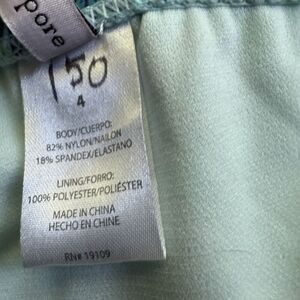 pore
150
4
BODY/CUERPO:
82% NYLON/NAILON
18% SPANDEX/ELASTANO
LINING/FORRO:
100% POLYESTER/POLIÉSTER
MADE IN CHINA
HECHO EN CHINE
RN# 19109